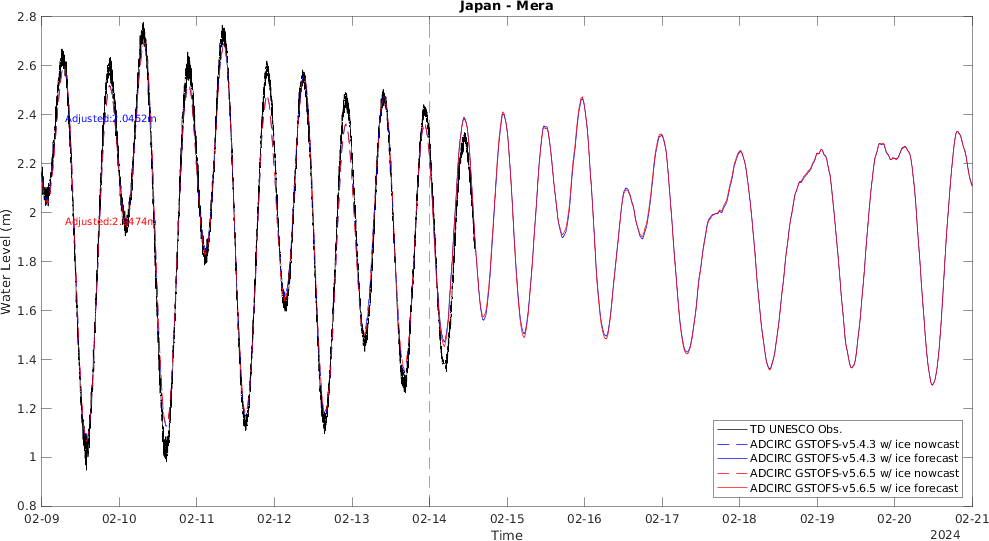 Japan - Mera
2.8
2.6
2.4
2.2
2
1.8
1.6
1.4
1.2
1
0.8
Water Level (m)
Adjusted:2.0452m
TD UNESCO Obs.
ADCIRC GSTOFS-v5.4.3 w/ ice nowcast
ADCIRC GSTOFS-v5.4.3 w/ ice forecast
ADCIRC GSTOFS-v5.6.5 w/ ice nowcast
ADCIRC GSTOFS-v5.6.5 w/ ice forecast
02-09
02-10
02-11
02-12
02-13
02-14
02-15
02-16
02-17
02-18
02-19
02-20
02-21
Time
2024